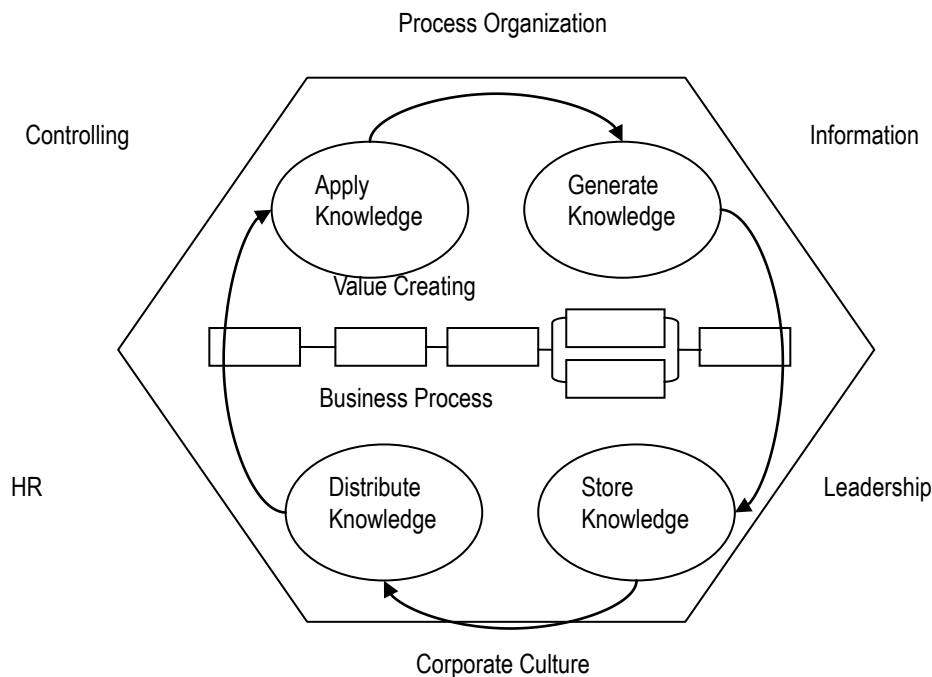 Process Organization
Controlling
Information
Apply
Knowledge
Generate
Knowledge
Value Creating
Business Process
HR
Leadership
Distribute
Knowledge
Store
Knowledge
Corporate Culture